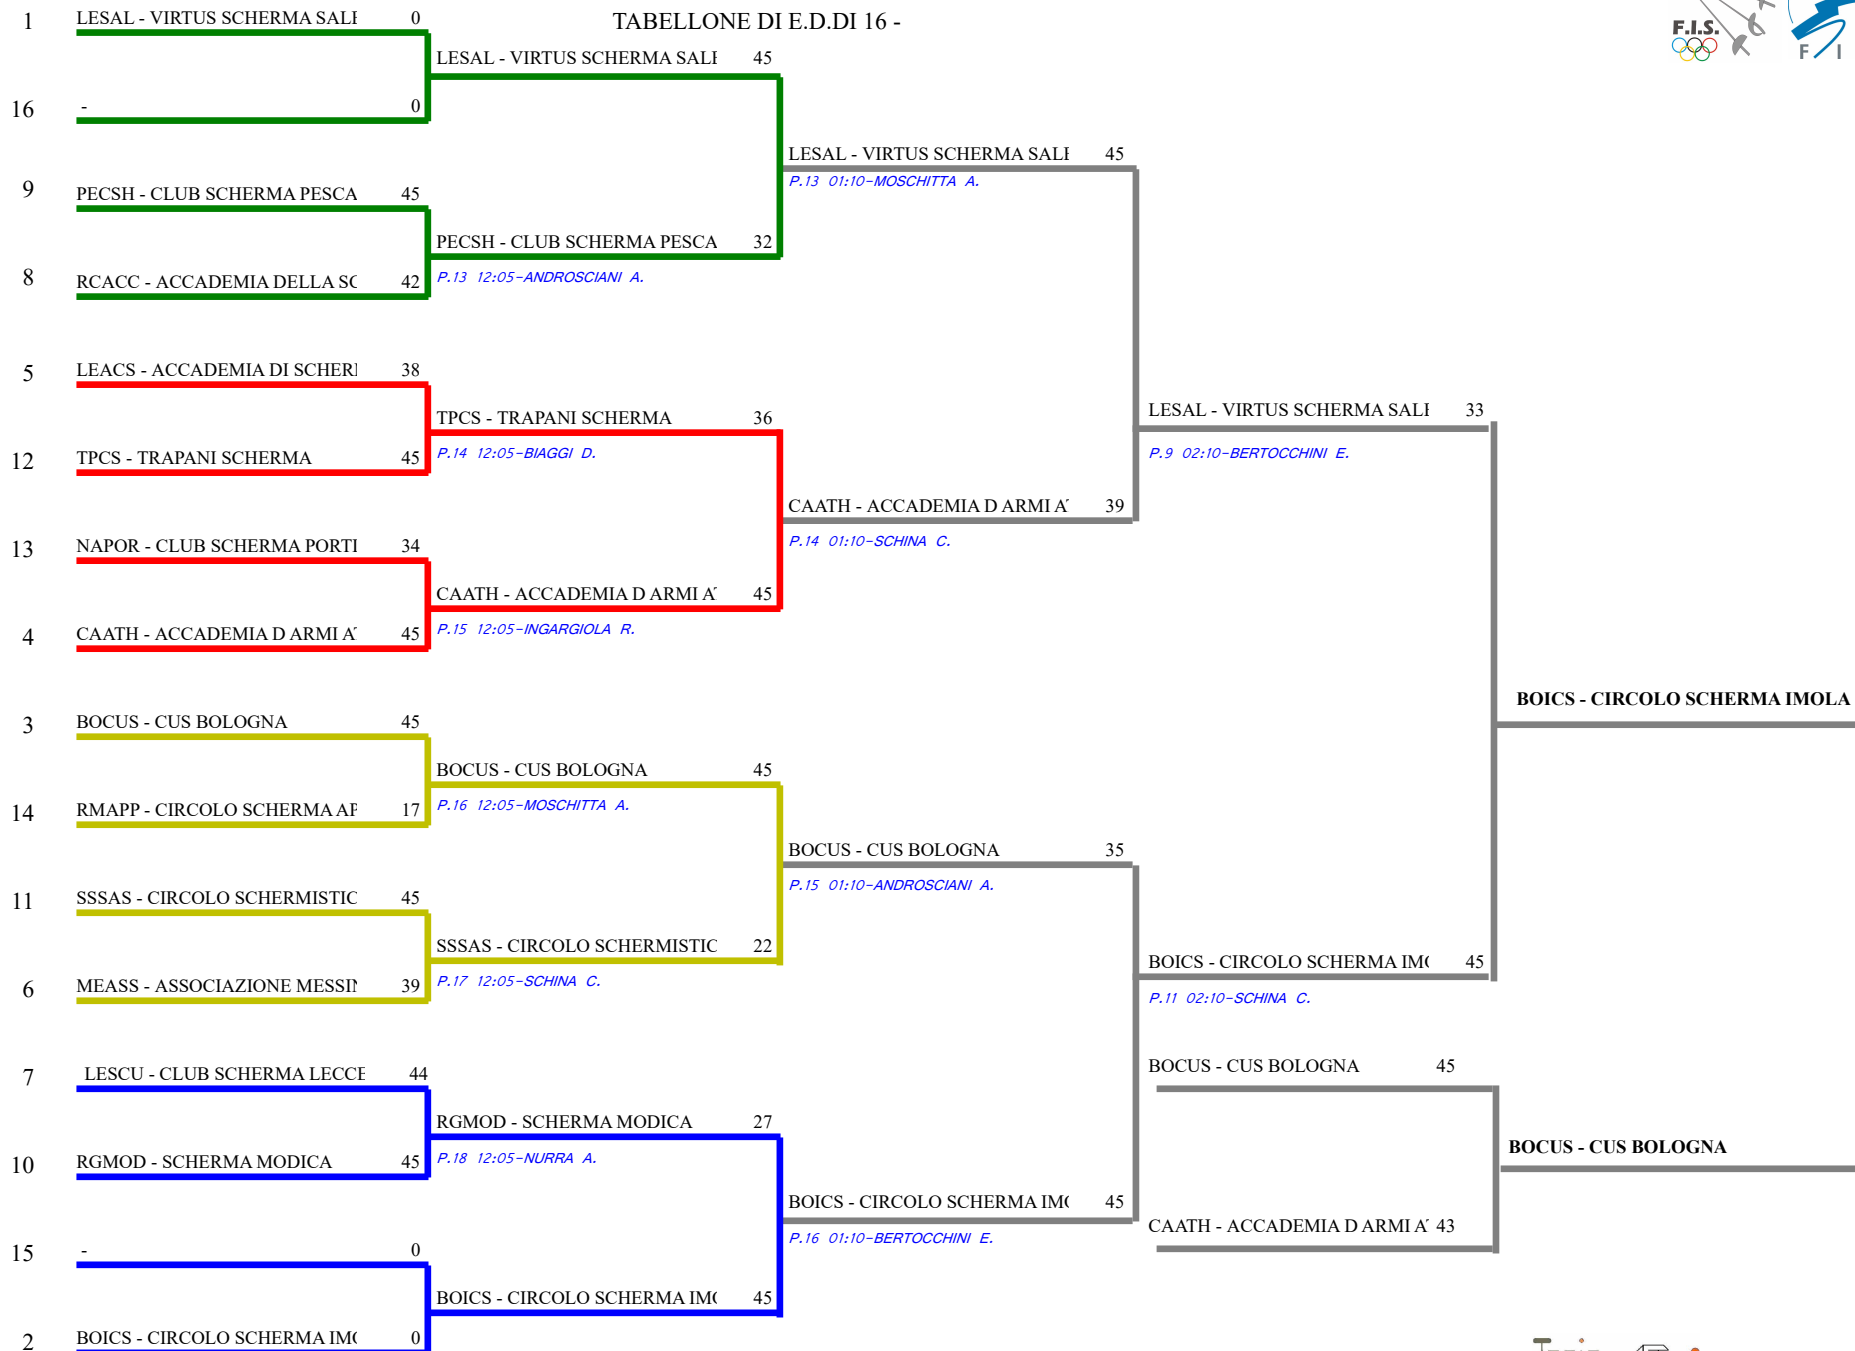 TABELLONE DI E.D.DI 16 -
F.I.S.
F I
1 LESAL - VIRTUS SCHERMA SALE 0
16 - 0
9 PECSH - CLUB SCHERMA PESCA 45
8 RCACC - ACCADEMIA DELLA SC 42
5 LEACS - ACCADEMIA DI SCHER 38
12 TPCS - TRAPANI SCHERMA 45
13 NAPOR - CLUB SCHERMA PORTI 34
4 CAATH - ACCADEMIA D ARMI A 45
3 BOCUS - CUS BOLOGNA 45
14 RMAPP - CIRCOLO SCHERMA AP 17
11 SSSAS - CIRCOLO SCHERMISTIC 45
6 MEASS - ASSOCIAZIONE MESSIN 39
7 LESCU - CLUB SCHERMA LECCE 44
10 RGMOD - SCHERMA MODICA 45
15 - 0
2 BOICS - CIRCOLO SCHERMA IM 0
LESAL - VIRTUS SCHERMA SALE 45
PECSH - CLUB SCHERMA PESCA 32
P.13 12:05-ANDROSCIANI A.
TPCS - TRAPANI SCHERMA 36
P.14 12:05-BIAGGI D.
CAATH - ACCADEMIA D ARMI A 45
P.15 12:05-INGARGIOLA R.
BOCUS - CUS BOLOGNA 45
P.16 12:05-MOSCHITTA A.
SSSAS - CIRCOLO SCHERMISTIC 22
P.17 12:05-SCHINA C.
RGMOD - SCHERMA MODICA 27
P.18 12:05-NURRA A.
BOICS - CIRCOLO SCHERMA IM 45
LESAL - VIRTUS SCHERMA SALE 45
P.13 01:10-MOSCHITTA A.
CAATH - ACCADEMIA D ARMI A 39
P.14 01:10-SCHINA C.
BOCUS - CUS BOLOGNA 35
P.15 01:10-ANDROSCIANI A.
BOICS - CIRCOLO SCHERMA IM 45
P.16 01:10-BERTOCCHINI E.
LESAL - VIRTUS SCHERMA SALE 33
P.9 02:10-BERTOCCHINI E.
BOICS - CIRCOLO SCHERMA IM 45
P.11 02:10-SCHINA C.
BOCUS - CUS BOLOGNA 45
CAATH - ACCADEMIA D ARMI A 43
BOICS - CIRCOLO SCHERMA IMOLA
BOCUS - CUS BOLOGNA